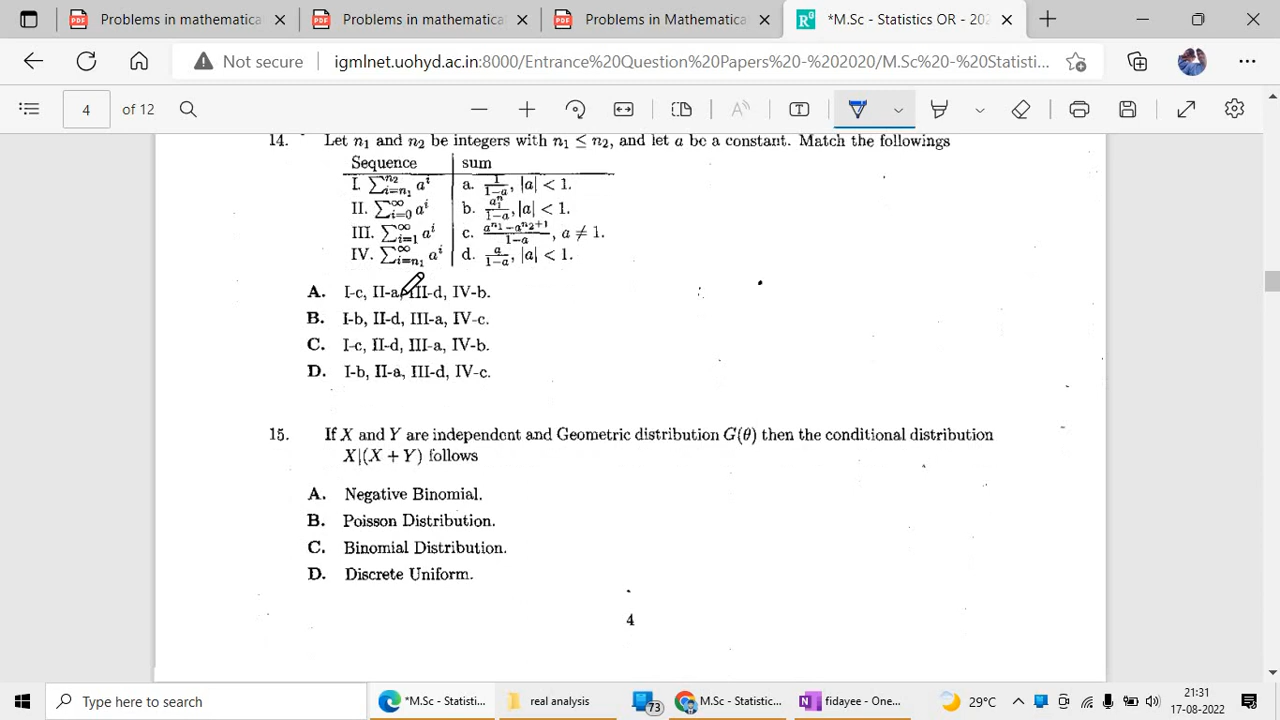 Problems in mathematica
Problems in mathematica
Problems in Mathematica
*M.Sc - Statistics OR - 202
Not secure
igmlnet.uohyd.ac.in:8000/Entrance%20Question%20Papers%20-%202020/M.Sc%20-%20Statisti...
4 of 12
14. Let n₁ and n₂ be integers with n₁ ≤ n₂, and let a be a constant. Match the followings
Sequence | sum
I. ∑_{i=n₁}^{n₂} a^i | a. 1/(1−a), |a| < 1.
II. ∑_{i=0}^{∞} a^i | b. a^n_1/(1−a), |a| < 1.
III. ∑_{i=1}^{∞} a^i | c. (a^{n₁}−a^{n₂+1})/(1−a), a ≠ 1.
IV. ∑_{i=n₁}^{∞} a^i | d. a/(1−a), |a| < 1.
A. I-c, II-a, III-d, IV-b.
B. I-b, II-d, III-a, IV-c.
C. I-c, II-d, III-a, IV-b.
D. I-b, II-a, III-d, IV-c.
15. If X and Y are independent and Geometric distribution G(θ) then the conditional distribution
X|(X + Y) follows
A. Negative Binomial.
B. Poisson Distribution.
C. Binomial Distribution.
D. Discrete Uniform.
4
Type here to search
*M.Sc - Statisti...
real analysis
73
M.Sc - Statistic...
fidayee - One...
29°C
21:31
17-08-2022